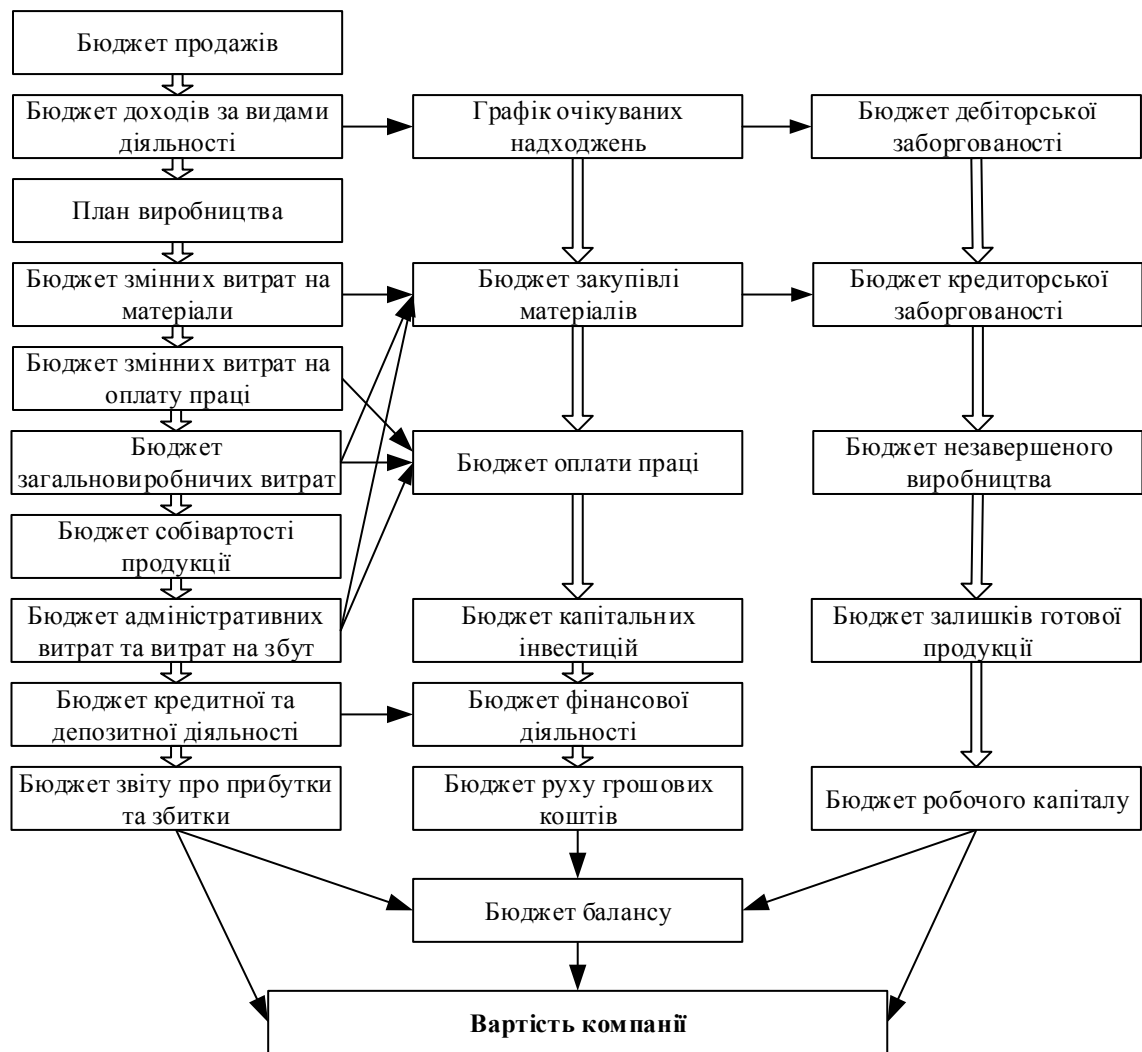 Бюджет продажів
Бюджет доходів за видами
діяльності
Графік очікуваних
надходжень
Бюджет дебіторської
заборгованості
План виробництва
Бюджет змінних витрат на
матеріали
Бюджет закупівлі
матеріалів
Бюджет кредиторської
заборгованості
Бюджет змінних витрат на
оплату праці
Бюджет
загальновиробничих витрат
Бюджет оплати праці
Бюджет незавершеного
виробництва
Бюджет собівартості
продукції
Бюджет адміністративних
витрат та витрат на збут
Бюджет капітальних
інвестицій
Бюджет залишків готової
продукції
Бюджет кредитної та
депозитної діяльності
Бюджет фінансової
діяльності
Бюджет звіту про прибутки
та збитки
Бюджет руху грошових
коштів
Бюджет робочого капіталу
Бюджет балансу
Вартість компанії